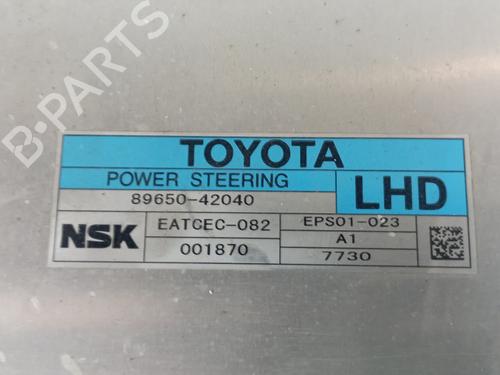 B-PARTS
TOYOTA
POWER STEERING
89650-42040
LHD
NSK
EATCEC-082
EPS01-023
001870
A1
7730